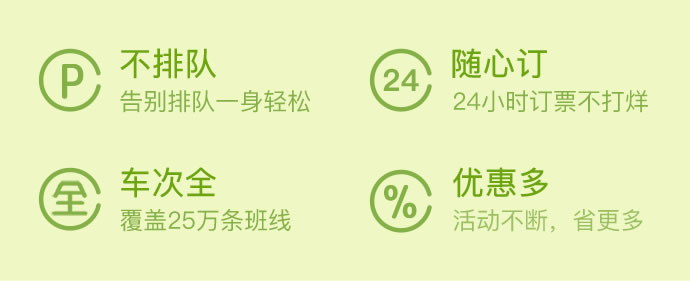 P
不排队
告别排队一身轻松
24
随心订
24小时订票不打烊
全
车次全
覆盖25万条班线
%
优惠多
活动不断，省更多